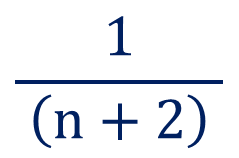 1
(n + 2)